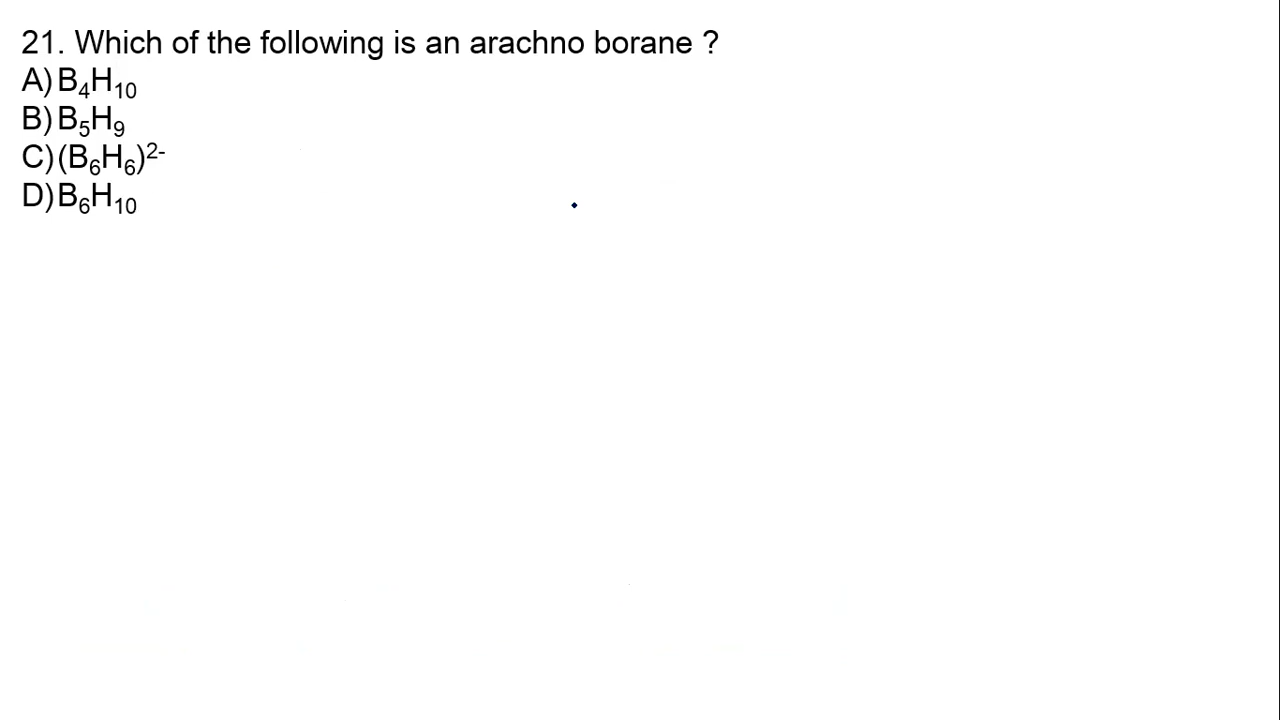 21. Which of the following is an arachno borane ?
A) B₄H₁₀
B) B₅H₉
C) (B₆H₆)²⁻
D) B₆H₁₀